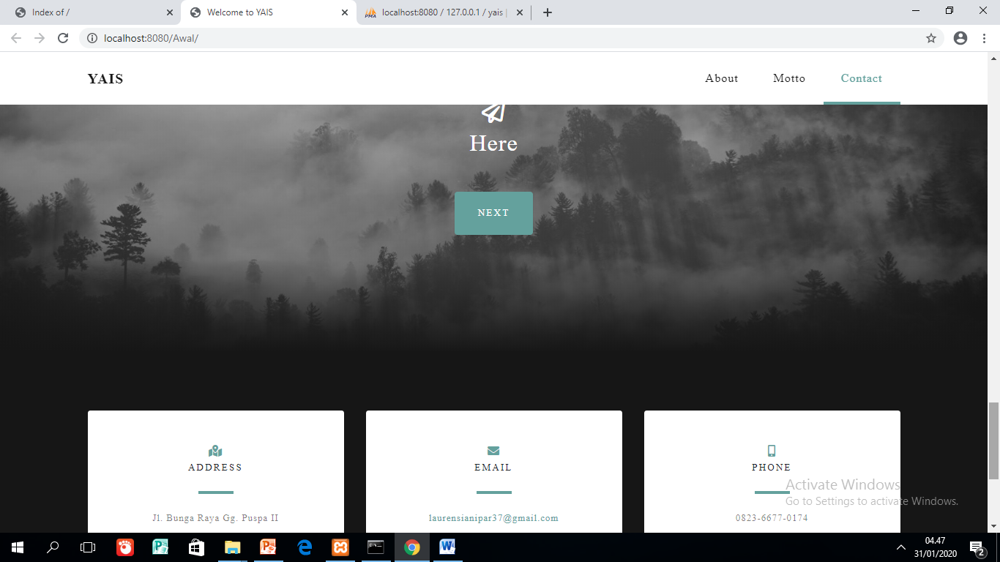 Index of /
Welcome to YAIS
PMA
localhost:8080 / 127.0.0.1 / yais |
localhost:8080/Awal/
YAIS
About
Motto
Contact
Here
NEXT
ADDRESS
Jl. Bunga Raya Gg. Puspa II
EMAIL
laurensianipar37@gmail.com
PHONE
0823-6677-0174
Activate Windows
Go to Settings to activate Windows.
04.47
31/01/2020
2